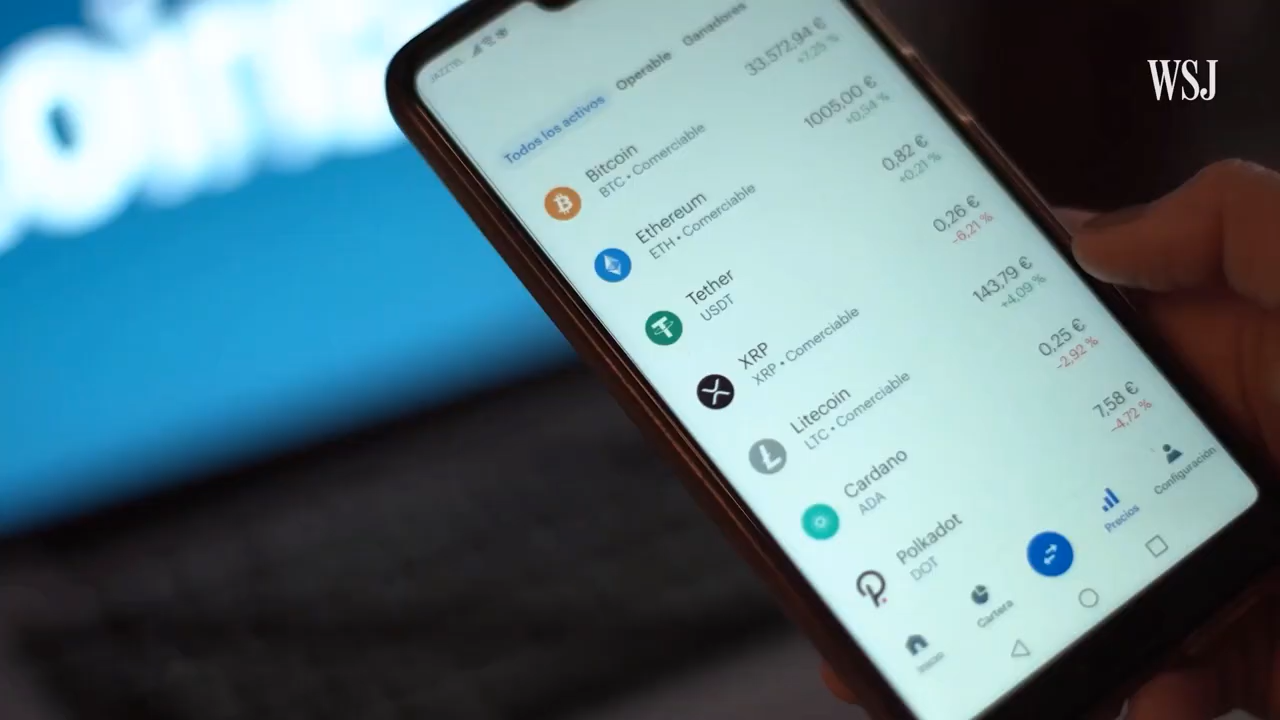 WSJ
JAZZTEL
Todos los activos Operable Ganadores
Bitcoin 33.572,94 €
BTC • Comerciable +7,25 %
Ethereum 1005,00 €
ETH • Comerciable +0,54 %
Tether 0,82 €
USDT +0,21 %
XRP 0,26 €
XRP • Comerciable -6,21 %
Litecoin 143,79 €
LTC • Comerciable +4,09 %
Cardano 0,25 €
ADA -2,92 %
Polkadot 7,58 €
DOT -4,72 %
Inicio Cartera Precios Configuración